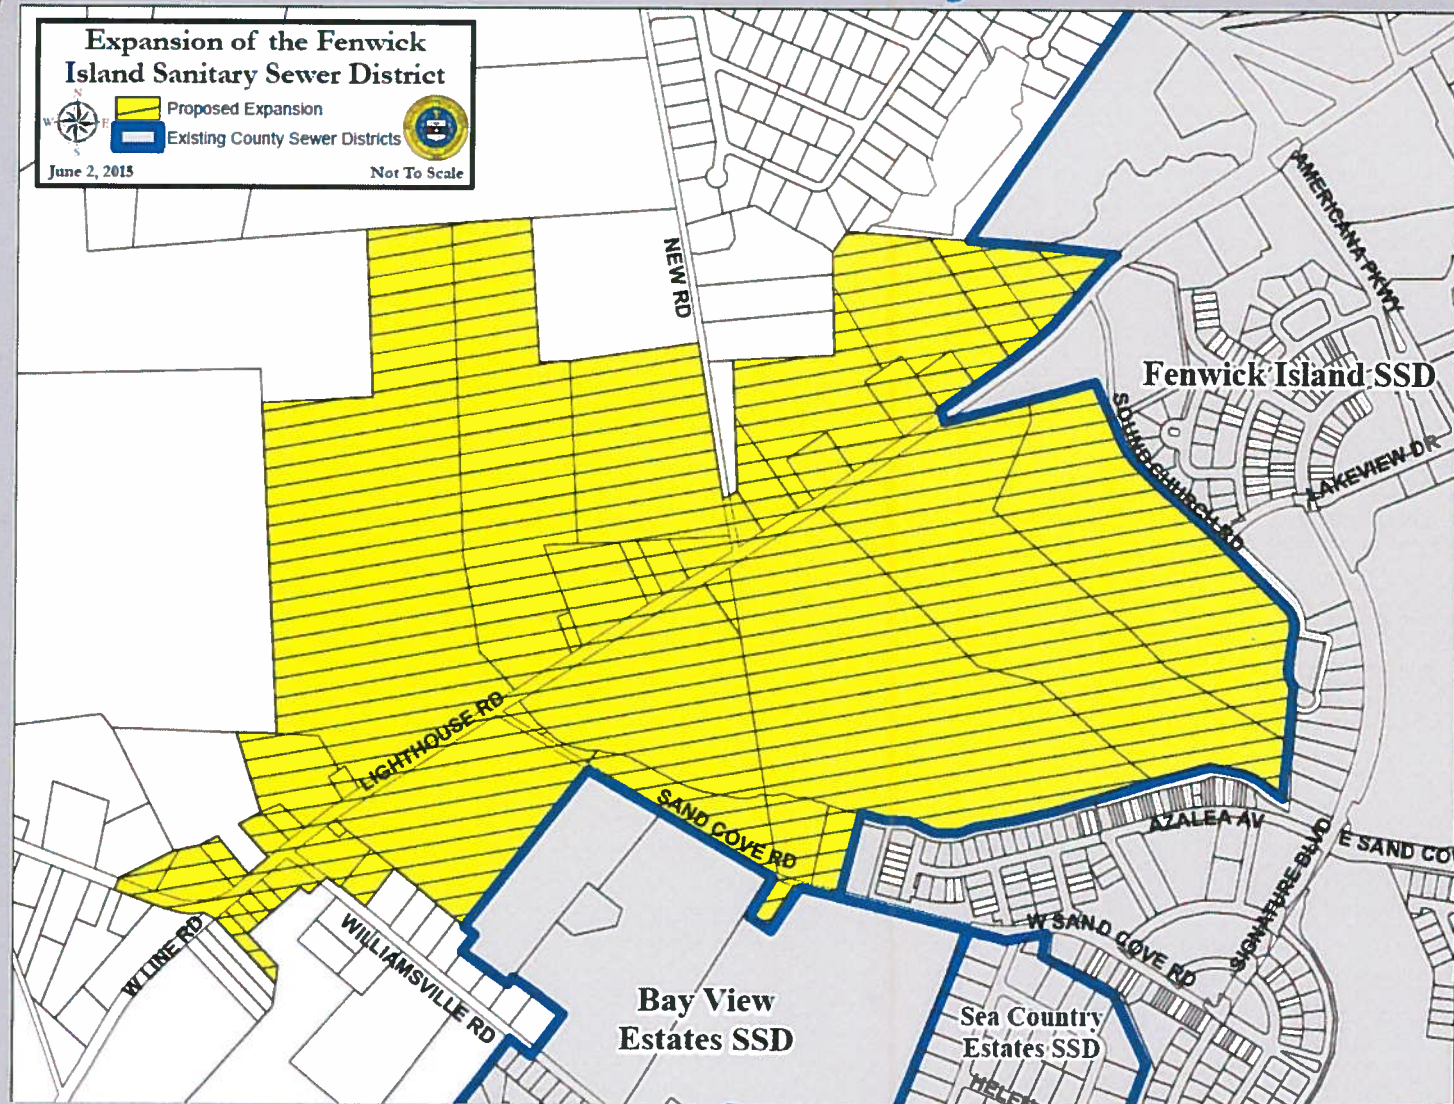 Expansion of the Fenwick
Island Sanitary Sewer District
N
W E
S
Proposed Expansion
Existing County Sewer Districts
June 2, 2015
Not To Scale
NEW RD
AMERICANA PKWY
Fenwick Island SSD
SOUNDCHURCH RD
LAKEVIEW DR
LIGHTHOUSE RD
SAND COVE RD
AZALEA AV
SIGNATURE BLVD
E SAND CO
W SAND COVE RD
W LINE RD
WILLIAMSVILLE RD
Bay View
Estates SSD
Sea Country
Estates SSD